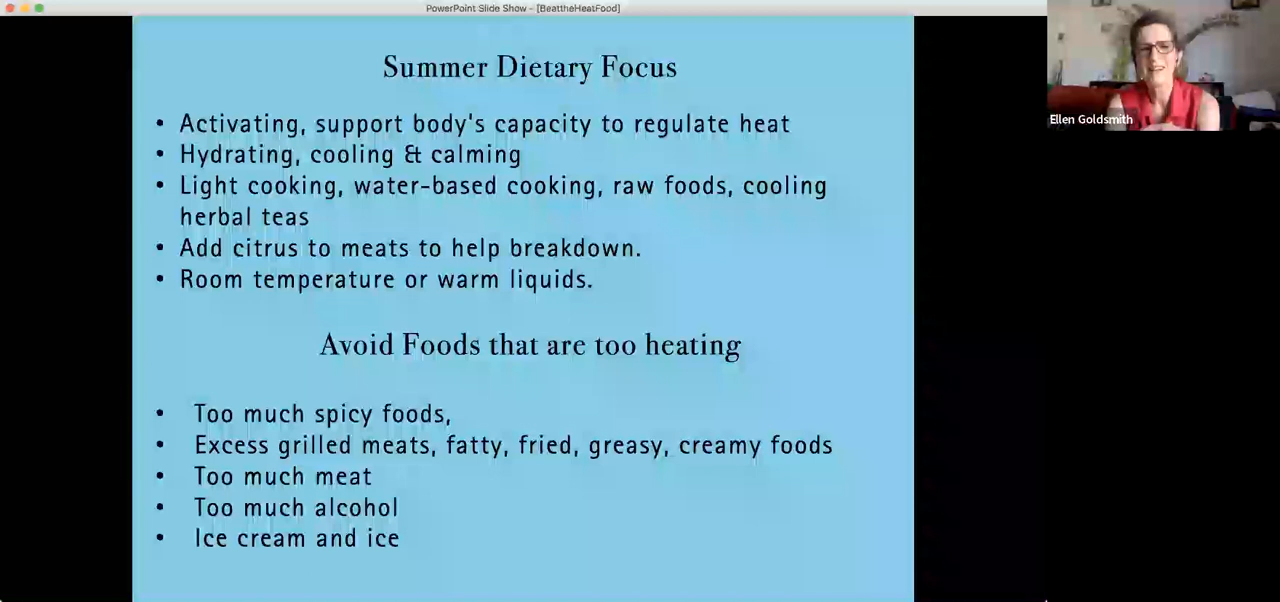 PowerPoint Slide Show - [BeattheHeatFood]
Summer Dietary Focus
• Activating, support body's capacity to regulate heat
• Hydrating, cooling & calming
• Light cooking, water-based cooking, raw foods, cooling
herbal teas
• Add citrus to meats to help breakdown.
• Room temperature or warm liquids.
Avoid Foods that are too heating
• Too much spicy foods,
• Excess grilled meats, fatty, fried, greasy, creamy foods
• Too much meat
• Too much alcohol
• Ice cream and ice
Ellen Goldsmith